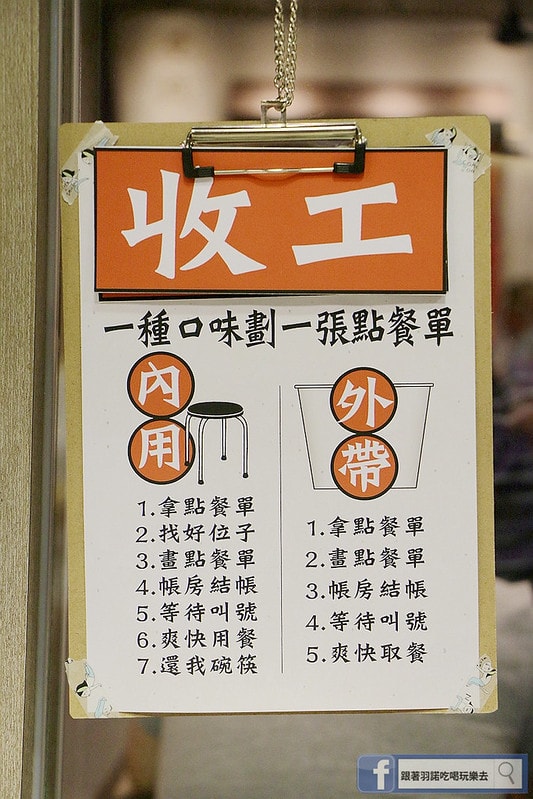 收工
一種口味劃一張點餐單
內用
1.拿點餐單
2.找好位子
3.畫點餐單
4.帳房結帳
5.等待叫號
6.爽快用餐
7.還我碗筷
外帶
1.拿點餐單
2.畫點餐單
3.帳房結帳
4.等待叫號
5.爽快取餐
f 跟著羽諾吃喝玩樂去